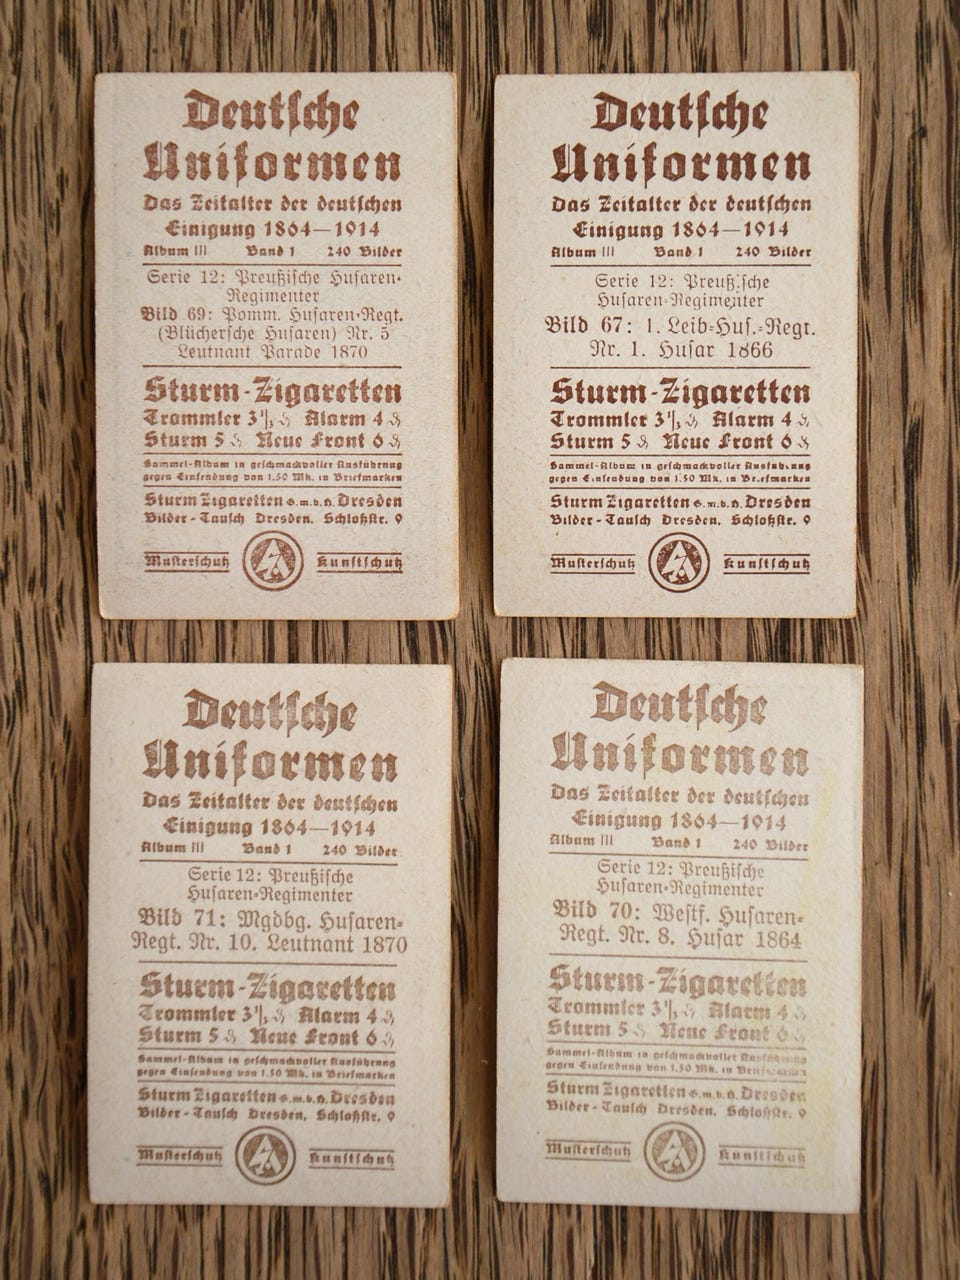 Deutsche
Uniformen
Das Zeitalter der deutschen
Einigung 1864—1914
Album III Band 1 240 Bilder
Serie 12: Preußische Husaren-
Regimenter
Bild 69: Pomm. Husaren-Regt.
(Blüchersche Husaren) Nr. 5
Leutnant Parade 1870
Sturm-Zigaretten
Trommler 3⅓ ₰ Alarm 4 ₰
Sturm 5 ₰ Neue Front 6 ₰
Sammel-Album in geschmackvoller Ausführung
gegen Einsendung von 1.50 Mk. in Briefmarken
Sturm Zigaretten G.m.b.H. Dresden
Bilder-Tausch Dresden, Schloßstr. 9
Musterschutz Kunstschutz
Deutsche
Uniformen
Das Zeitalter der deutschen
Einigung 1864—1914
Album III Band 1 240 Bilder
Serie 12: Preußische
Husaren-Regimenter
Bild 67: 1. Leib-Hus.-Regt.
Nr. 1. Husar 1866
Sturm-Zigaretten
Trommler 3⅓ ₰ Alarm 4 ₰
Sturm 5 ₰ Neue Front 6 ₰
Sammel-Album in geschmackvoller Ausführung
gegen Einsendung von 1.50 Mk. in Briefmarken
Sturm Zigaretten G.m.b.H. Dresden
Bilder-Tausch Dresden, Schloßstr. 9
Musterschutz Kunstschutz
Deutsche
Uniformen
Das Zeitalter der deutschen
Einigung 1864—1914
Album III Band 1 240 Bilder
Serie 12: Preußische
Husaren-Regimenter
Bild 71: Mgdbg. Husaren-
Regt. Nr. 10. Leutnant 1870
Sturm-Zigaretten
Trommler 3⅓ ₰ Alarm 4 ₰
Sturm 5 ₰ Neue Front 6 ₰
Sammel-Album in geschmackvoller Ausführung
gegen Einsendung von 1.50 Mk. in Briefmarken
Sturm Zigaretten G.m.b.H. Dresden
Bilder-Tausch Dresden, Schloßstr. 9
Musterschutz Kunstschutz
Deutsche
Uniformen
Das Zeitalter der deutschen
Einigung 1864—1914
Album III Band 1 240 Bilder
Serie 12: Preußische
Husaren-Regimenter
Bild 70: Westf. Husaren-
Regt. Nr. 8. Husar 1864
Sturm-Zigaretten
Trommler 3⅓ ₰ Alarm 4 ₰
Sturm 5 ₰ Neue Front 6 ₰
Sammel-Album in geschmackvoller Ausführung
gegen Einsendung von 1.50 Mk. in Briefmarken
Sturm Zigaretten G.m.b.H. Dresden
Bilder-Tausch Dresden, Schloßstr. 9
Musterschutz Kunstschutz